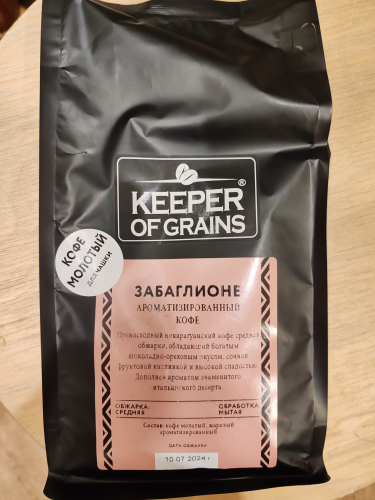 KEEPER®
OF GRAINS
КОФЕ
МОЛОТЫЙ
ДЛЯ ЧАШКИ
ЗАБАГЛИОНЕ
АРОМАТИЗИРОВАННЫЙ
КОФЕ
Превосходный никарагуанский кофе средней
обжарки, обладающий богатым
шоколадно-ореховым вкусом, сочной
фруктовой кислинкой и высокой сладостью.
Дополнен ароматом знаменитого
итальянского десерта.
ОБЖАРКА: ОБРАБОТКА:
СРЕДНЯЯ МЫТАЯ
Состав: кофе молотый, жареный
ароматизированный
ДАТА ОБЖАРКИ
10 07 2024 г